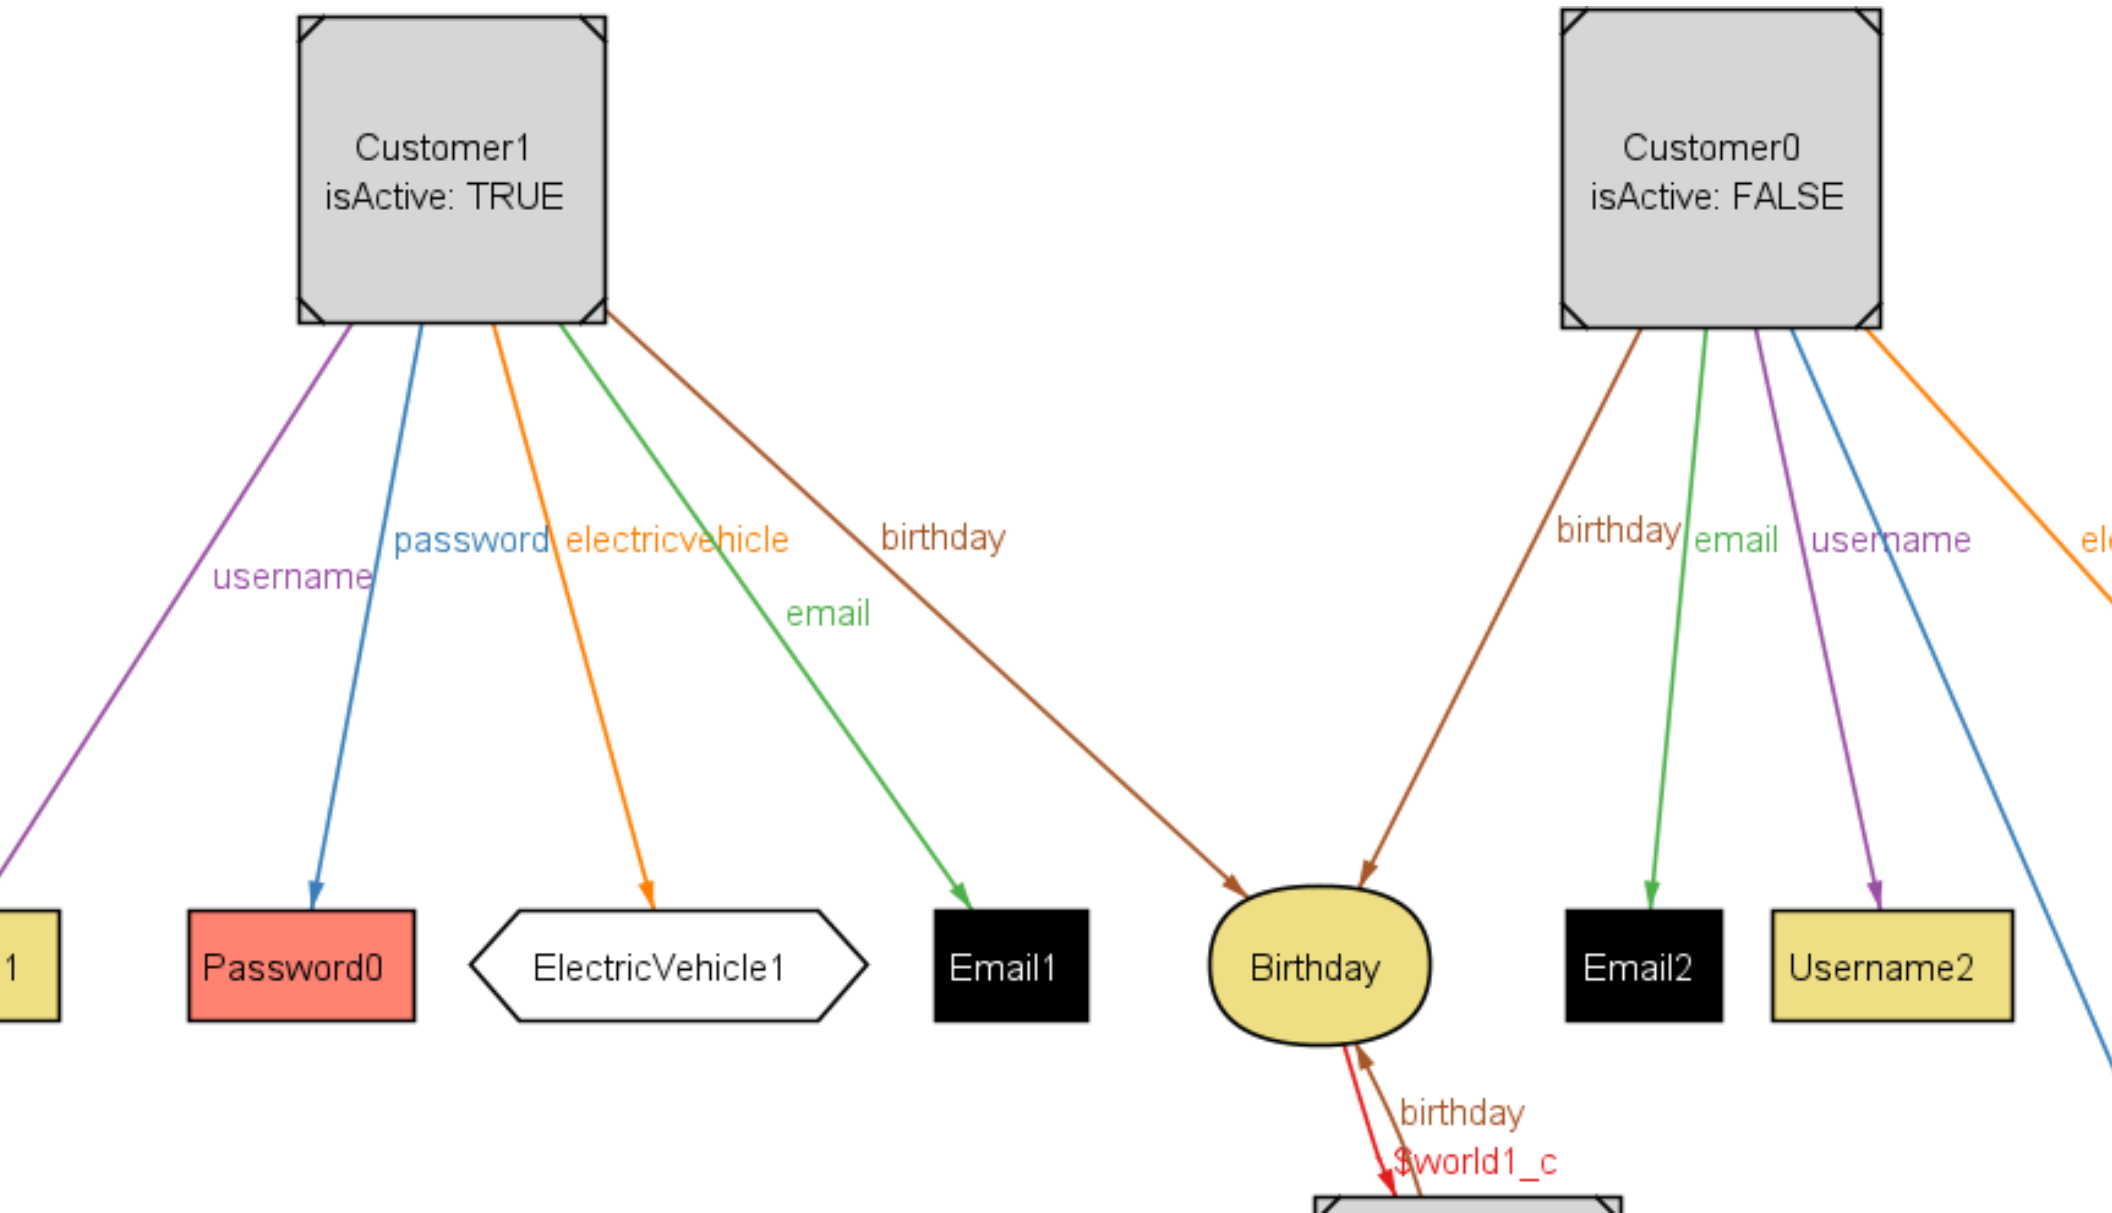 Customer1
isActive: TRUE
Customer0
isActive: FALSE
username
password
electricvehicle
email
birthday
birthday
email
username
1
Password0
ElectricVehicle1
Email1
Birthday
Email2
Username2
birthday
$world1_c